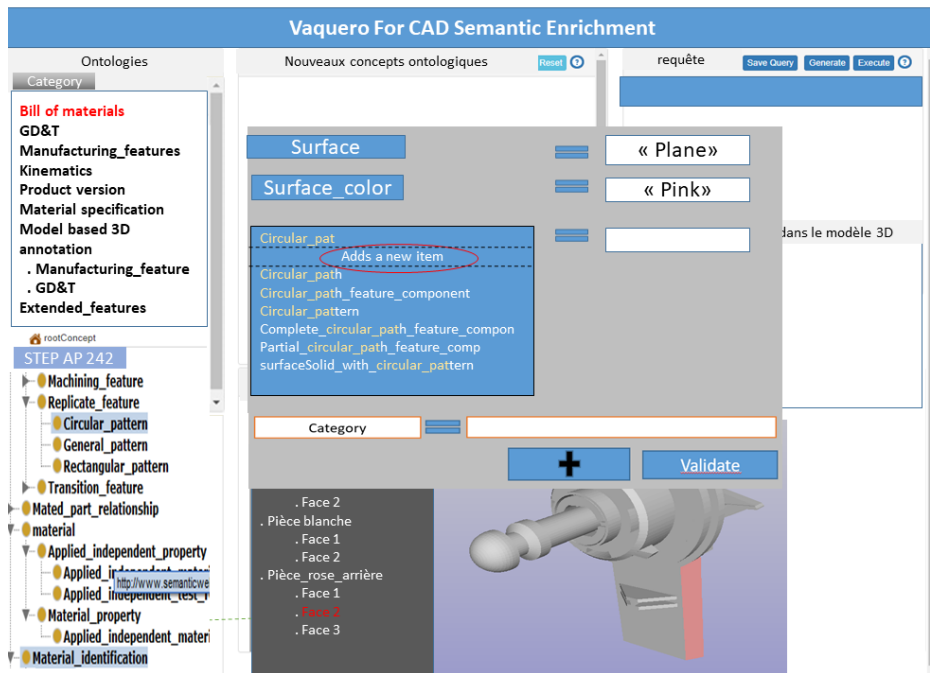 Vaquero For CAD Semantic Enrichment
Ontologies
Category
Bill of materials
GD&T
Manufacturing_features
Kinematics
Product version
Material specification
Model based 3D
annotation
. Manufacturing_feature
. GD&T
Extended_features
rootConcept
STEP AP 242
Machining_feature
Replicate_feature
Circular_pattern
General_pattern
Rectangular_pattern
Transition_feature
Mated_part_relationship
material
Applied_independent_property
http://www.semanticwe
Material_property
Applied_independent_materi
Material_identification
Nouveaux concepts ontologiques
Reset
requête
Save Query Generate Execute
Surface
« Plane»
Surface_color
« Pink»
Circular_pat
Adds a new item
Circular_path
Circular_path_feature_component
Circular_pattern
Complete_circular_path_feature_compon
Partial_circular_path_feature_comp
surfaceSolid_with_circular_pattern
dans le modèle 3D
Category
Validate
. Face 2
. Pièce blanche
. Face 1
. Face 2
. Pièce_rose_arrière
. Face 1
. Face 2
. Face 3